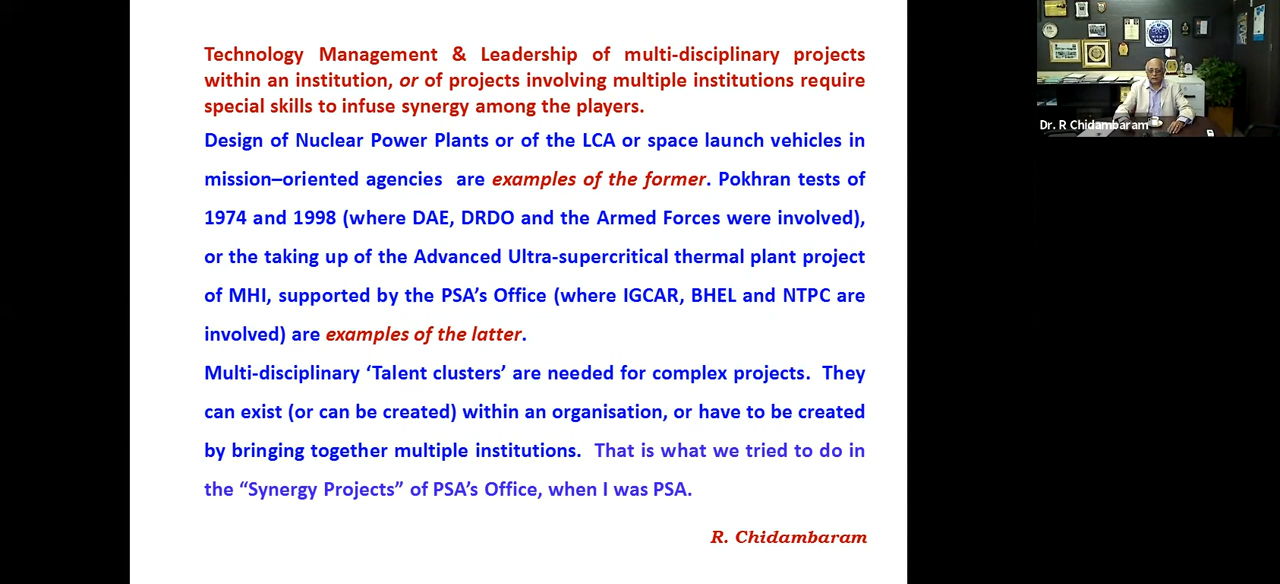 Technology Management & Leadership of multi-disciplinary projects
within an institution, or of projects involving multiple institutions require
special skills to infuse synergy among the players.
Design of Nuclear Power Plants or of the LCA or space launch vehicles in
mission–oriented agencies are examples of the former. Pokhran tests of
1974 and 1998 (where DAE, DRDO and the Armed Forces were involved),
or the taking up of the Advanced Ultra-supercritical thermal plant project
of MHI, supported by the PSA’s Office (where IGCAR, BHEL and NTPC are
involved) are examples of the latter.
Multi-disciplinary ‘Talent clusters’ are needed for complex projects. They
can exist (or can be created) within an organisation, or have to be created
by bringing together multiple institutions. That is what we tried to do in
the “Synergy Projects” of PSA’s Office, when I was PSA.
R. Chidambaram
Dr. R Chidambaram